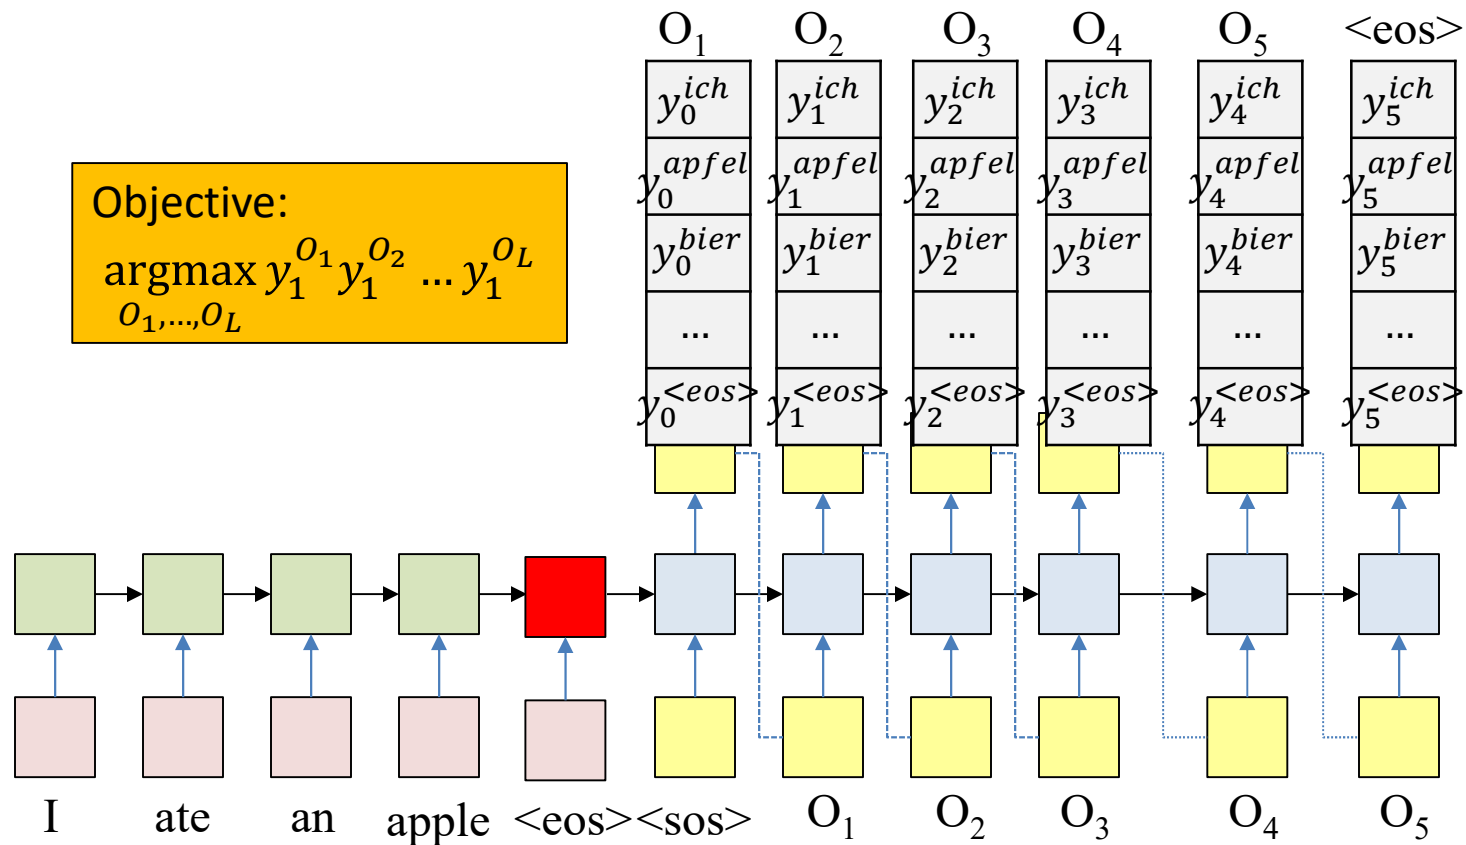 O₁ O₂ O₃ O₄ O₅ <eos>
y₀^{ich} y₁^{ich} y₂^{ich} y₃^{ich} y₄^{ich} y₅^{ich}
y₀^{apfel} y₁^{apfel} y₂^{apfel} y₃^{apfel} y₄^{apfel} y₅^{apfel}
y₀^{bier} y₁^{bier} y₂^{bier} y₃^{bier} y₄^{bier} y₅^{bier}
... ... ... ... ... ...
y₀^{<eos>} y₁^{<eos>} y₂^{<eos>} y₃^{<eos>} y₄^{<eos>} y₅^{<eos>}
Objective:
argmax y₁^{O₁} y₁^{O₂} ... y₁^{O_L}
O₁,...,O_L
I ate an apple <eos> <sos> O₁ O₂ O₃ O₄ O₅